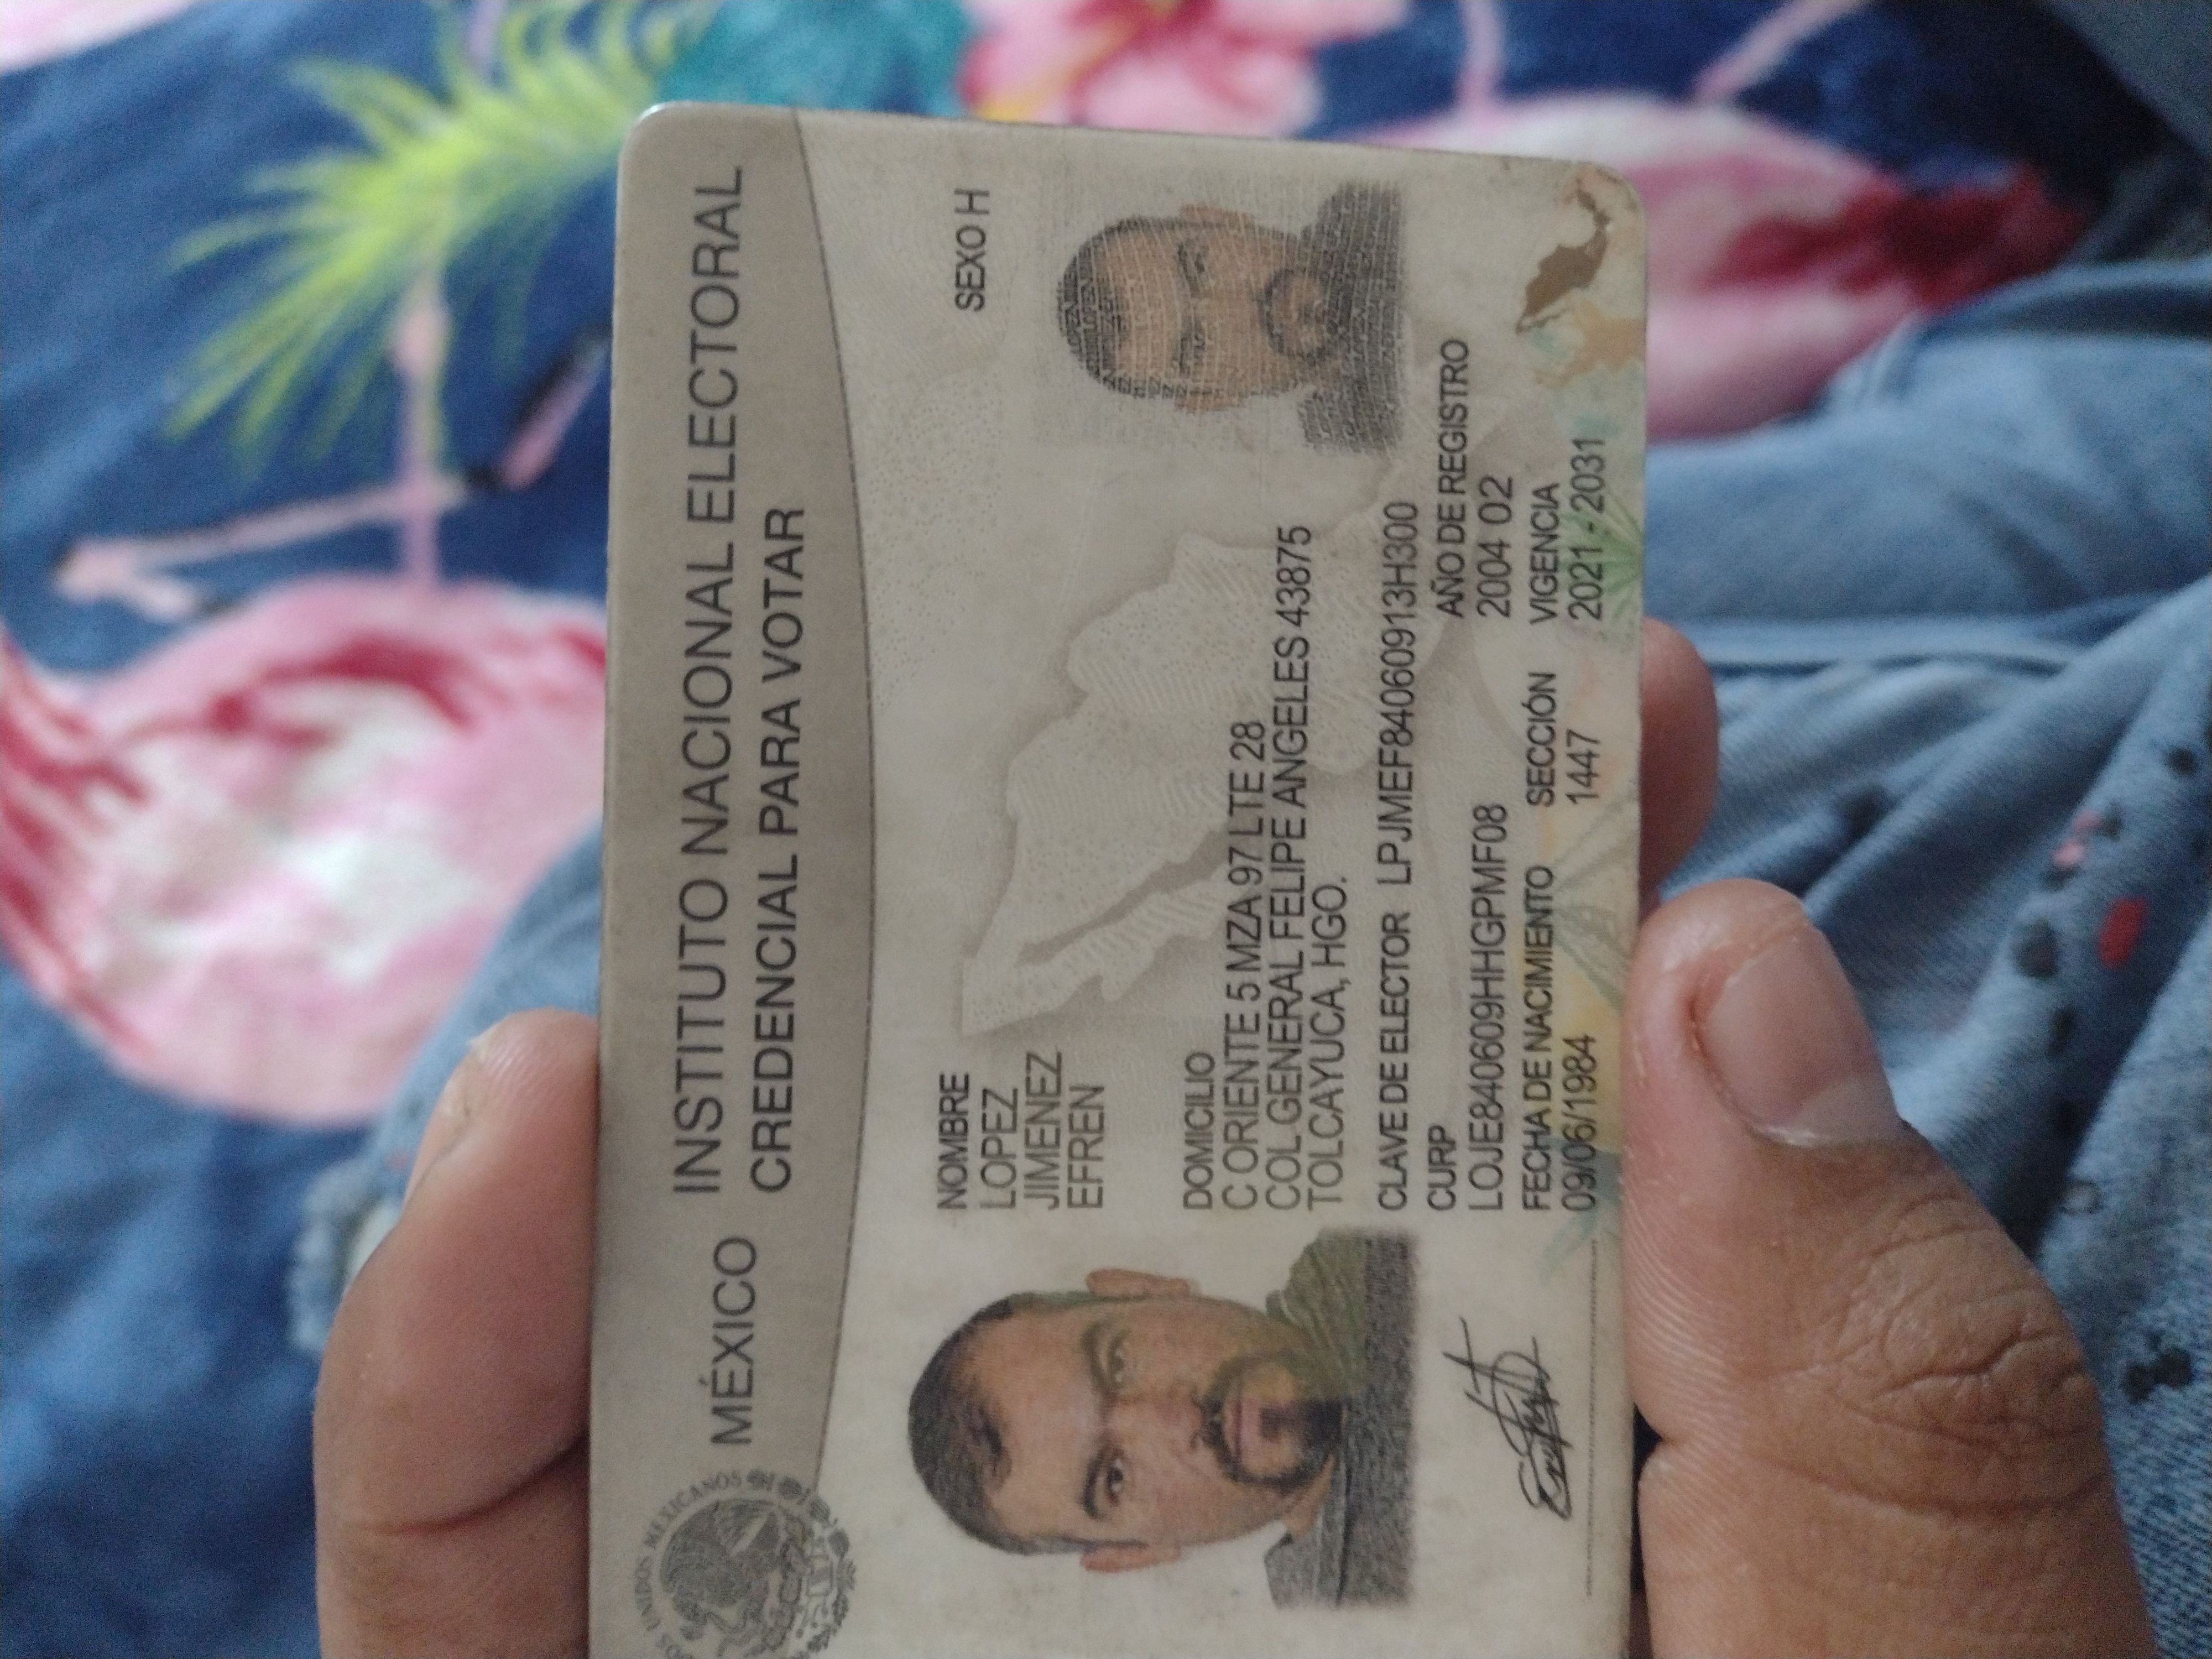 UNIDOS MEXICANOS
MÉXICO
INSTITUTO NACIONAL ELECTORAL
CREDENCIAL PARA VOTAR
NOMBRE
LOPEZ
JIMENEZ
EFREN
SEXO H
DOMICILIO
C ORIENTE 5 MZA 97 LTE 28
COL GENERAL FELIPE ANGELES 43875
TOLCAYUCA, HGO.
CLAVE DE ELECTOR LPJMEF84060913H300
CURP
LOJE840609HHGPMF08
AÑO DE REGISTRO
2004 02
FECHA DE NACIMIENTO
09/06/1984
SECCIÓN
1447
VIGENCIA
2021 - 2031